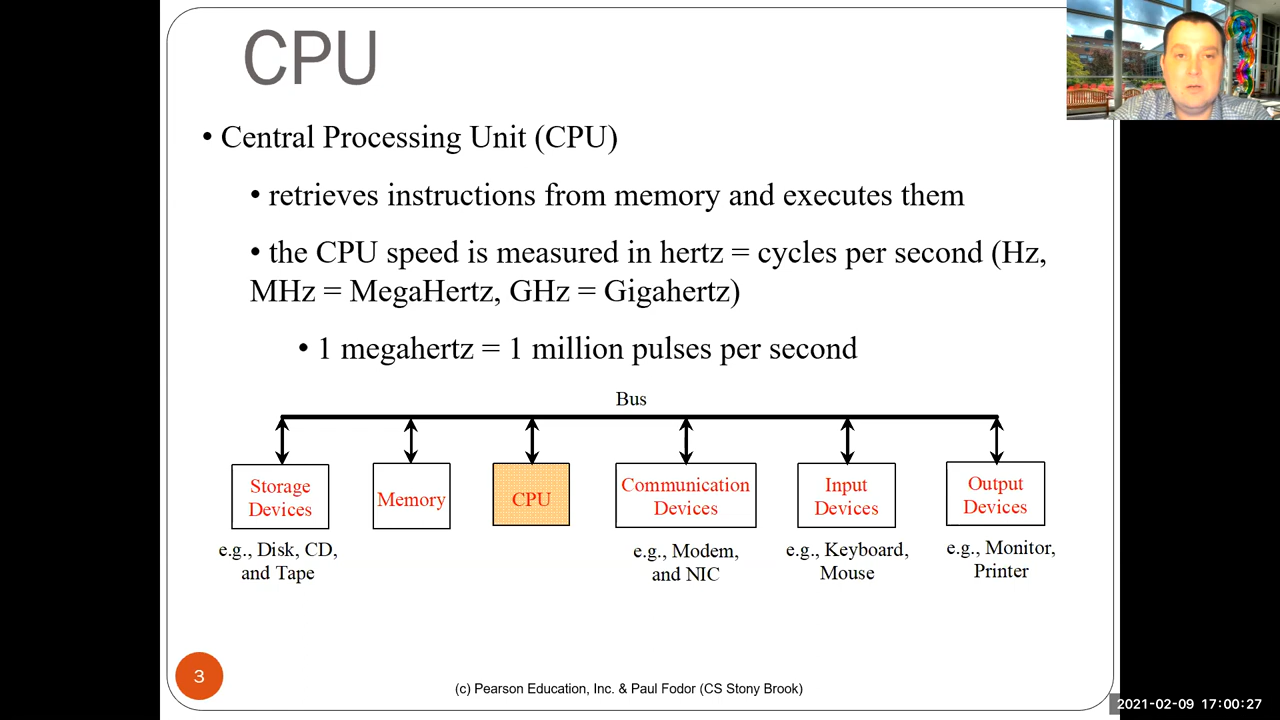 CPU
• Central Processing Unit (CPU)
• retrieves instructions from memory and executes them
• the CPU speed is measured in hertz = cycles per second (Hz,
MHz = MegaHertz, GHz = Gigahertz)
• 1 megahertz = 1 million pulses per second
Bus
Storage
Devices
Memory
CPU
Communication
Devices
Input
Devices
Output
Devices
e.g., Disk, CD,
and Tape
e.g., Modem,
and NIC
e.g., Keyboard,
Mouse
e.g., Monitor,
Printer
3
(c) Pearson Education, Inc. & Paul Fodor (CS Stony Brook)
2021-02-09 17:00:27